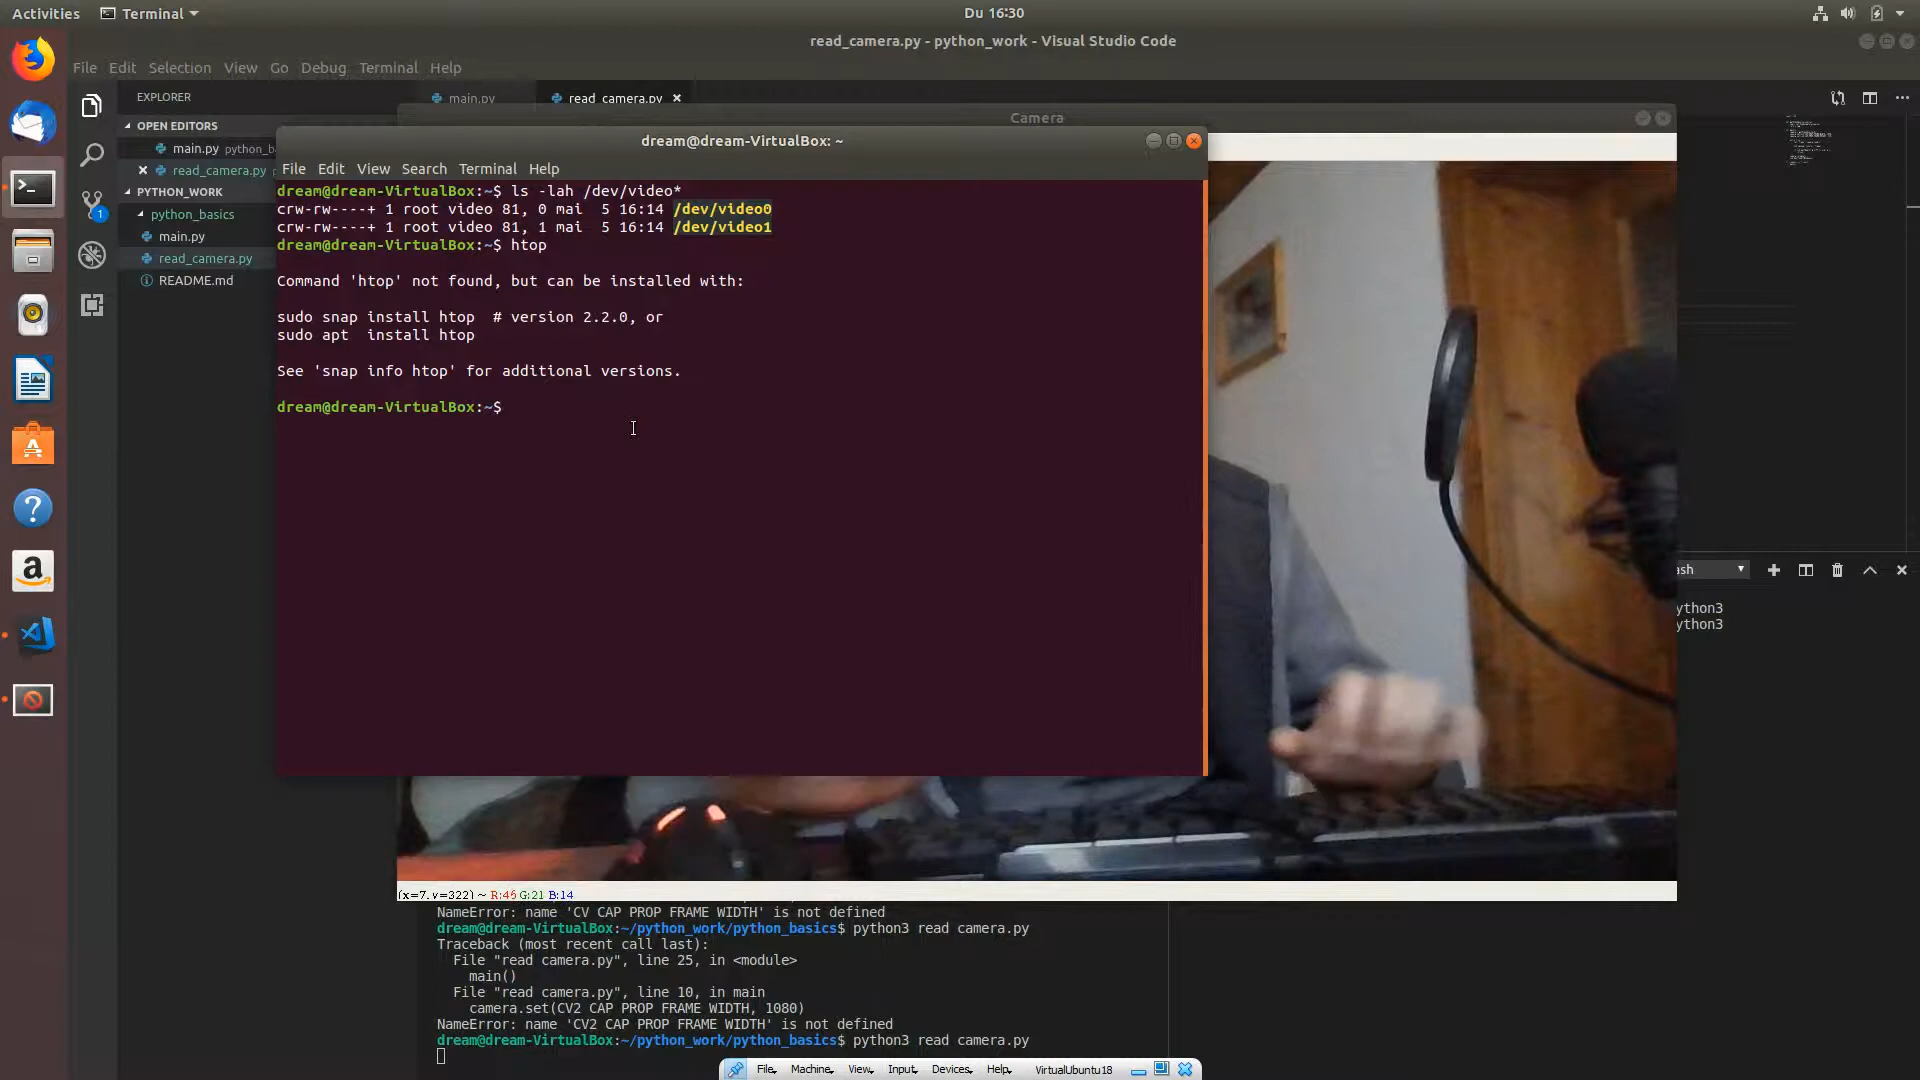 Activities Terminal Du 16:30
read_camera.py - python_work - Visual Studio Code
File Edit Selection View Go Debug Terminal Help
EXPLORER
main.py read_camera.py
OPEN EDITORS
main.py python_b
read_camera.py
PYTHON_WORK
python_basics
main.py
read_camera.py
README.md
1
Camera
dream@dream-VirtualBox: ~
File Edit View Search Terminal Help
dream@dream-VirtualBox:~$ ls -lah /dev/video*
crw-rw----+ 1 root video 81, 0 mai  5 16:14 /dev/video0
crw-rw----+ 1 root video 81, 1 mai  5 16:14 /dev/video1
dream@dream-VirtualBox:~$ htop
Command 'htop' not found, but can be installed with:
sudo snap install htop  # version 2.2.0, or
sudo apt  install htop
See 'snap info htop' for additional versions.
dream@dream-VirtualBox:~$
ash
ython3
ython3
(x=7, y=322) ~ R:46 G:21 B:14
NameError: name 'CV CAP PROP FRAME WIDTH' is not defined
dream@dream-VirtualBox:~/python_work/python_basics$ python3 read camera.py
Traceback (most recent call last):
File "read camera.py", line 25, in <module>
main()
File "read camera.py", line 10, in main
camera.set(CV2 CAP PROP FRAME WIDTH, 1080)
NameError: name 'CV2 CAP PROP FRAME WIDTH' is not defined
dream@dream-VirtualBox:~/python_work/python_basics$ python3 read camera.py
File Machine View Input Devices Help VirtualUbuntu18